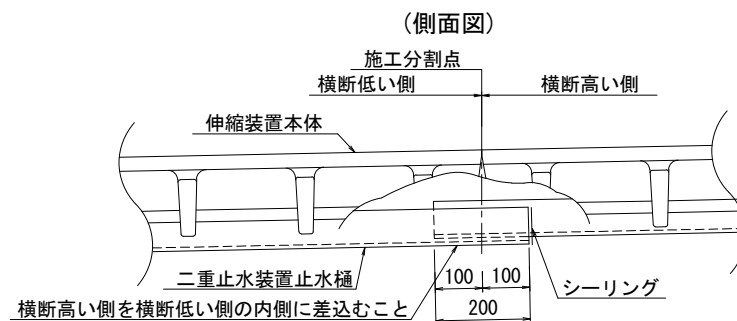 （側面図）
施工分割点
横断低い側
横断高い側
伸縮装置本体
二重止水装置止水樋
100
100
シーリング
横断高い側を横断低い側の内側に差込むこと
200